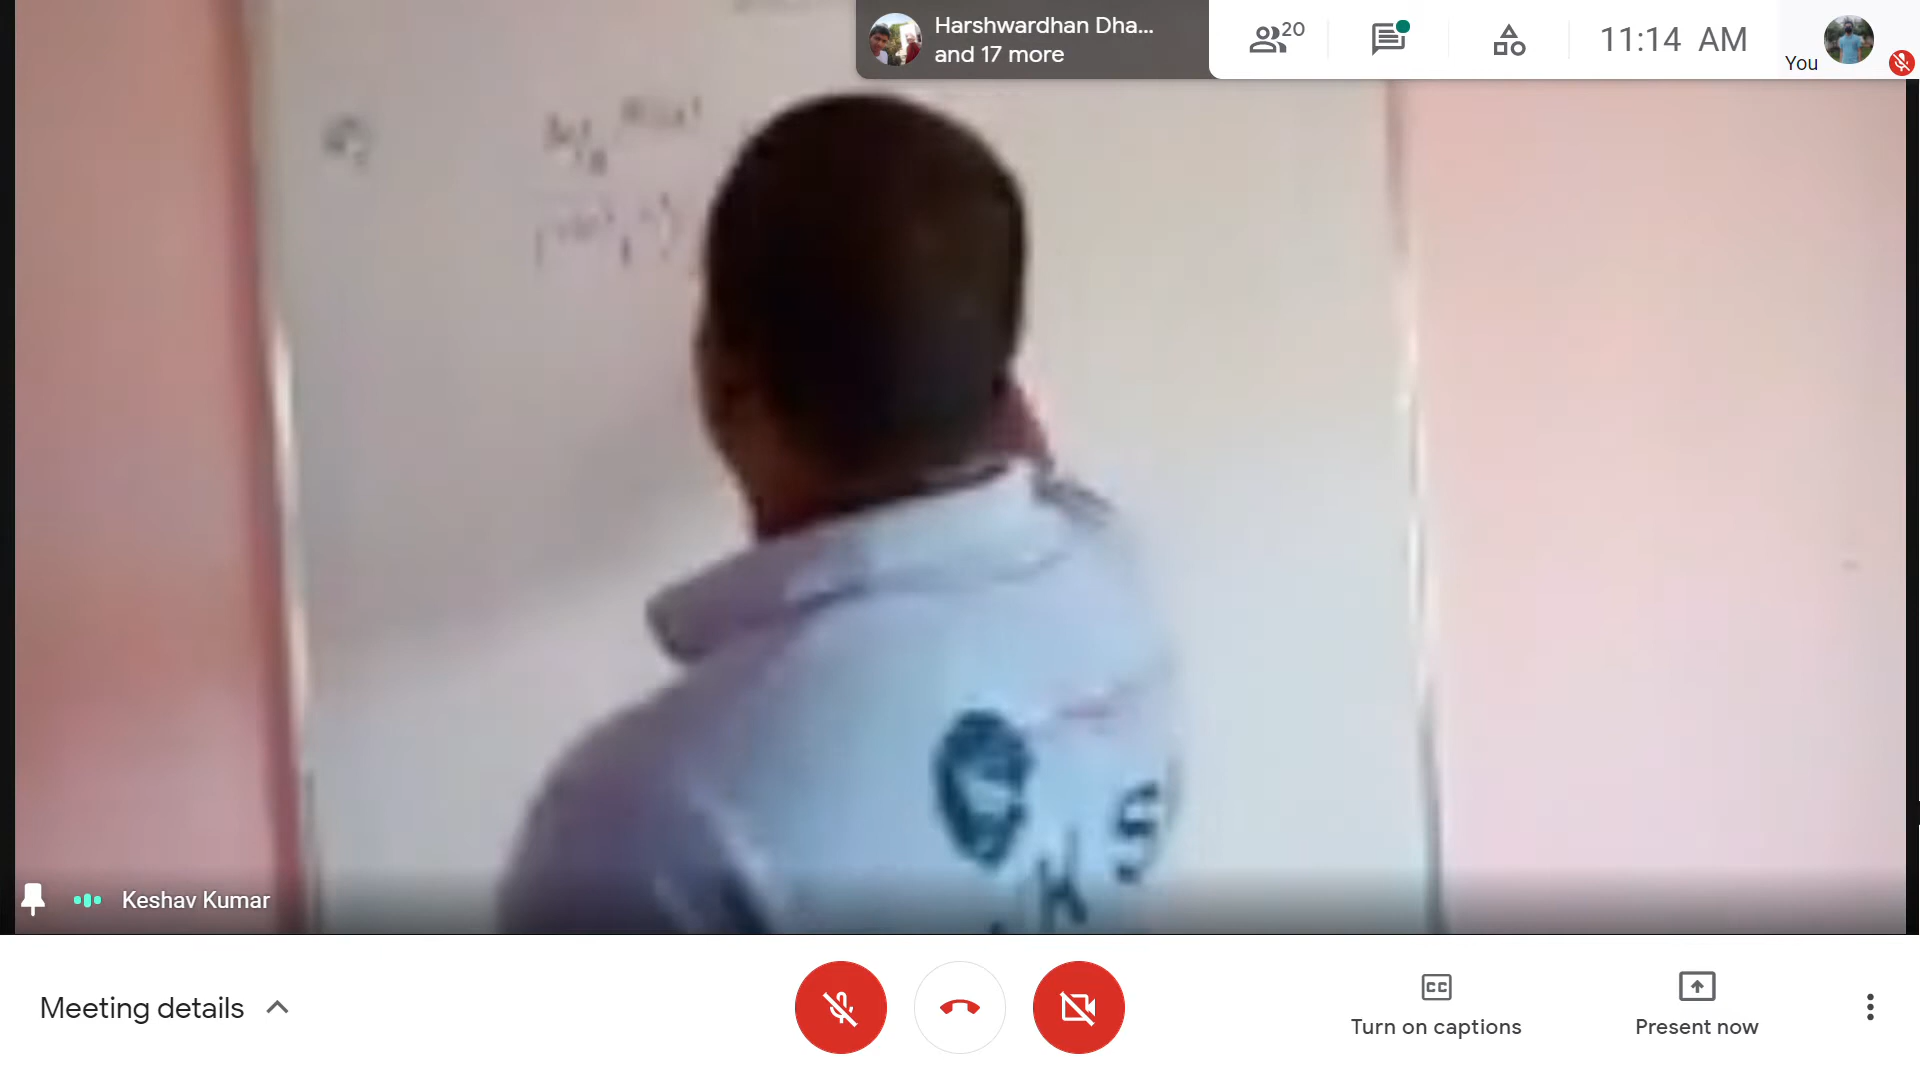 Harshwardhan Dha...
and 17 more
20
11:14 AM
You
Keshav Kumar
Meeting details
Turn on captions
Present now